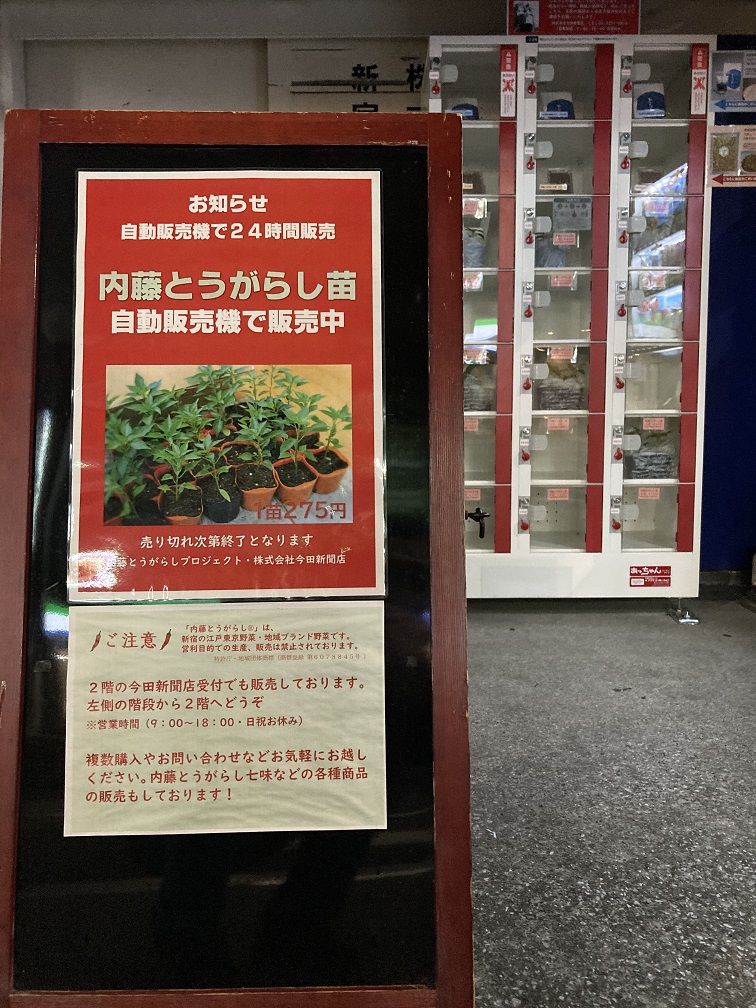 お知らせ
自動販売機で24時間販売
内藤とうがらし苗
自動販売機で販売中
1苗275円
売り切れ次第終了となります
内藤とうがらしプロジェクト・株式会社今田新聞店
ご注意
「内藤とうがらし®」は、
新宿の江戸東京野菜・地域ブランド野菜です。
営利目的での生産、販売は禁止されております。
２階の今田新聞店受付でも販売しております。
左側の階段から２階へどうぞ
※営業時間（9：00～18：00・日祝お休み）
複数購入やお問い合わせなどお気軽にお越し
ください。内藤とうがらし七味などの各種商品
の販売もしております！
新
あっちゃん